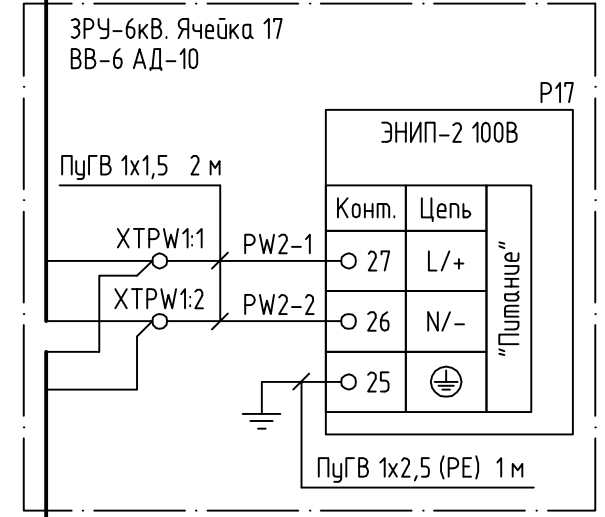 ЗРУ-6кВ. Ячейка 17
ВВ-6 АД-10
P17
ЭНИП-2 100В
ПуГВ 1х1,5 2 м
Конт. Цепь
"Питание"
XTPW1:1 PW2-1 27 L/+
XTPW1:2 PW2-2 26 N/-
25
ПуГВ 1х2,5 (PE) 1 м